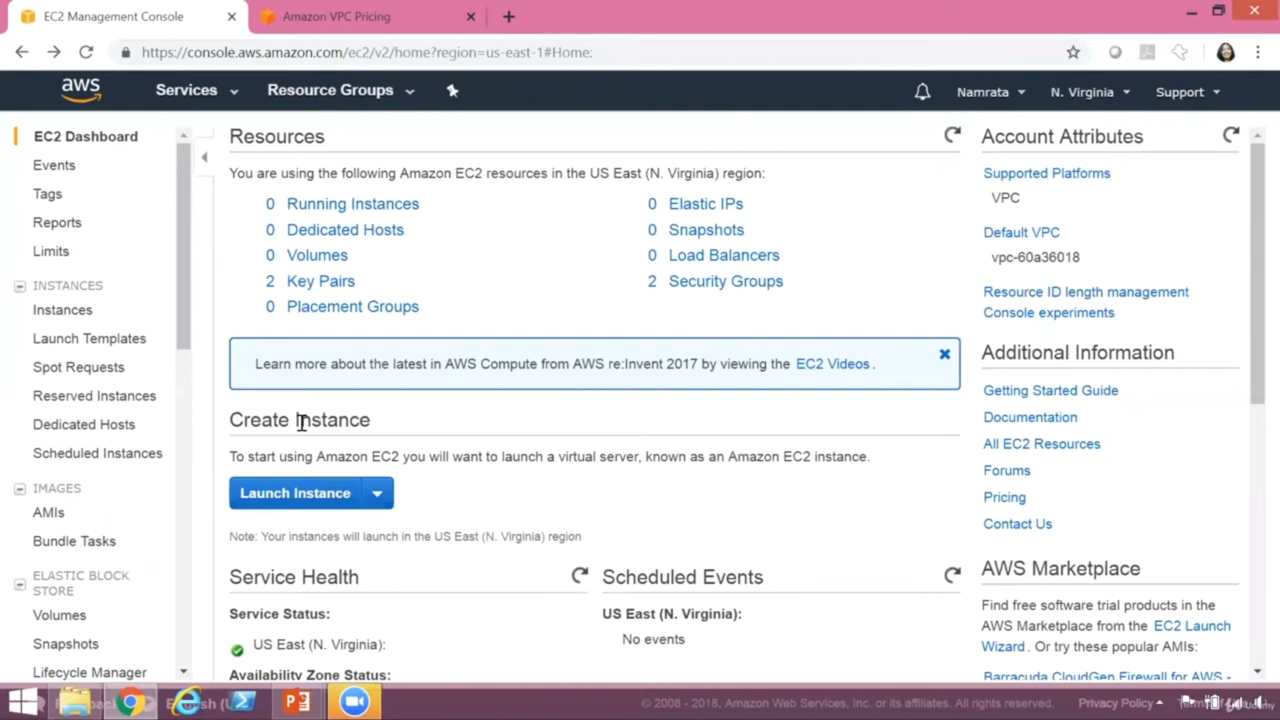 EC2 Management Console
Amazon VPC Pricing
https://console.aws.amazon.com/ec2/v2/home?region=us-east-1#Home:
aws
Services
Resource Groups
Namrata
N. Virginia
Support
EC2 Dashboard
Events
Tags
Reports
Limits
INSTANCES
Instances
Launch Templates
Spot Requests
Reserved Instances
Dedicated Hosts
Scheduled Instances
IMAGES
AMIs
Bundle Tasks
ELASTIC BLOCK
STORE
Volumes
Snapshots
Lifecycle Manager
Resources
You are using the following Amazon EC2 resources in the US East (N. Virginia) region:
0 Running Instances
0 Elastic IPs
0 Dedicated Hosts
0 Snapshots
0 Volumes
0 Load Balancers
2 Key Pairs
2 Security Groups
0 Placement Groups
Learn more about the latest in AWS Compute from AWS re:Invent 2017 by viewing the EC2 Videos .
Create Instance
To start using Amazon EC2 you will want to launch a virtual server, known as an Amazon EC2 instance.
Launch Instance
Note: Your instances will launch in the US East (N. Virginia) region
Service Health
Service Status:
US East (N. Virginia):
Availability Zone Status:
Scheduled Events
US East (N. Virginia):
No events
Account Attributes
Supported Platforms
VPC
Default VPC
vpc-60a36018
Resource ID length management
Console experiments
Additional Information
Getting Started Guide
Documentation
All EC2 Resources
Forums
Pricing
Contact Us
AWS Marketplace
Find free software trial products in the
AWS Marketplace from the EC2 Launch
Wizard . Or try these popular AMIs:
Barracuda CloudGen Firewall for AWS -
© 2008 - 2018, Amazon Web Services, Inc. or its affiliates. All rights reserved.
Privacy Policy